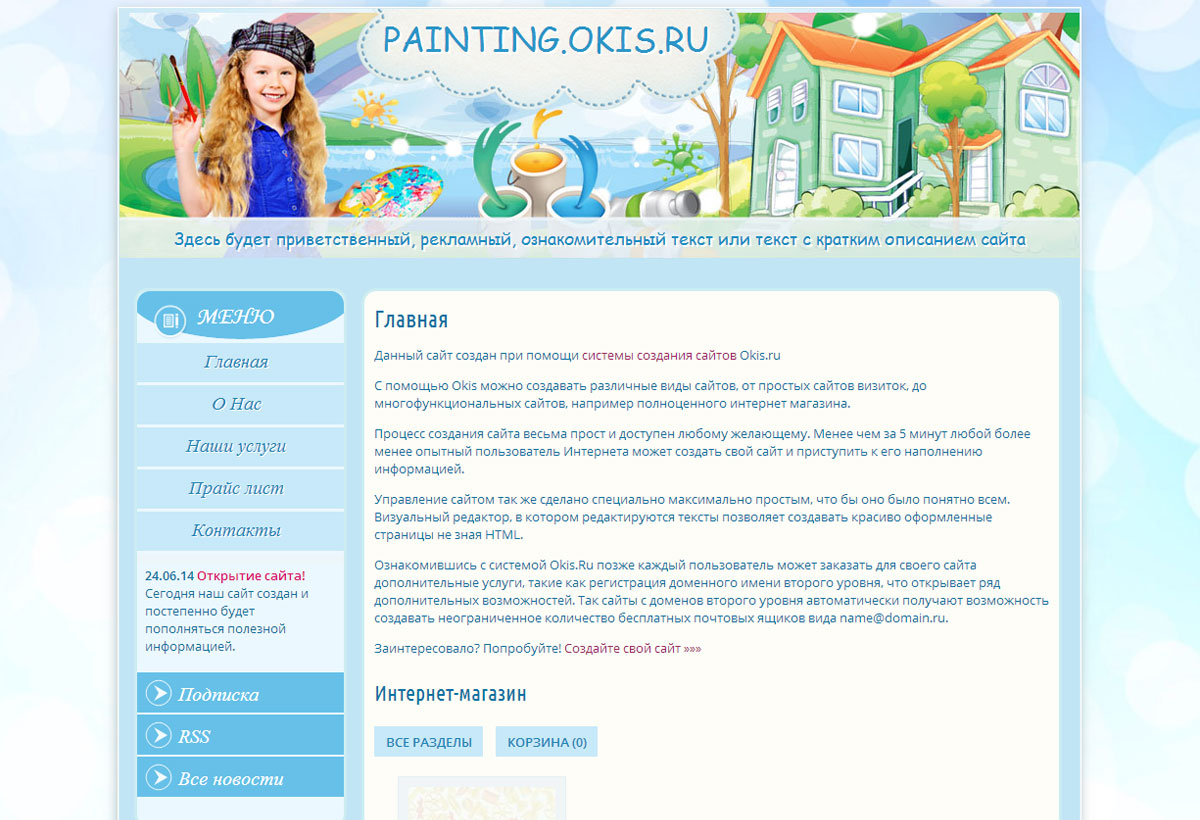 PAINTING.OKIS.RU
Здесь будет приветственный, рекламный, ознакомительный текст или текст с кратким описанием сайта
МЕНЮ
Главная
О Нас
Наши услуги
Прайс лист
Контакты
24.06.14 Открытие сайта!
Сегодня наш сайт создан и
постепенно будет
пополняться полезной
информацией.
Подписка
RSS
Все новости
Главная
Данный сайт создан при помощи системы создания сайтов Okis.ru
С помощью Okis можно создавать различные виды сайтов, от простых сайтов визиток, до
многофункциональных сайтов, например полноценного интернет магазина.
Процесс создания сайта весьма прост и доступен любому желающему. Менее чем за 5 минут любой более
менее опытный пользователь Интернета может создать свой сайт и приступить к его наполнению
информацией.
Управление сайтом так же сделано специально максимально простым, что бы оно было понятно всем.
Визуальный редактор, в котором редактируются тексты позволяет создавать красиво оформленные
страницы не зная HTML.
Ознакомившись с системой Okis.Ru позже каждый пользователь может заказать для своего сайта
дополнительные услуги, такие как регистрация доменного имени второго уровня, что открывает ряд
дополнительных возможностей. Так сайты с доменов второго уровня автоматически получают возможность
создавать неограниченное количество бесплатных почтовых ящиков вида name@domain.ru.
Заинтересовало? Попробуйте! Создайте свой сайт »»»
Интернет-магазин
ВСЕ РАЗДЕЛЫ КОРЗИНА (0)